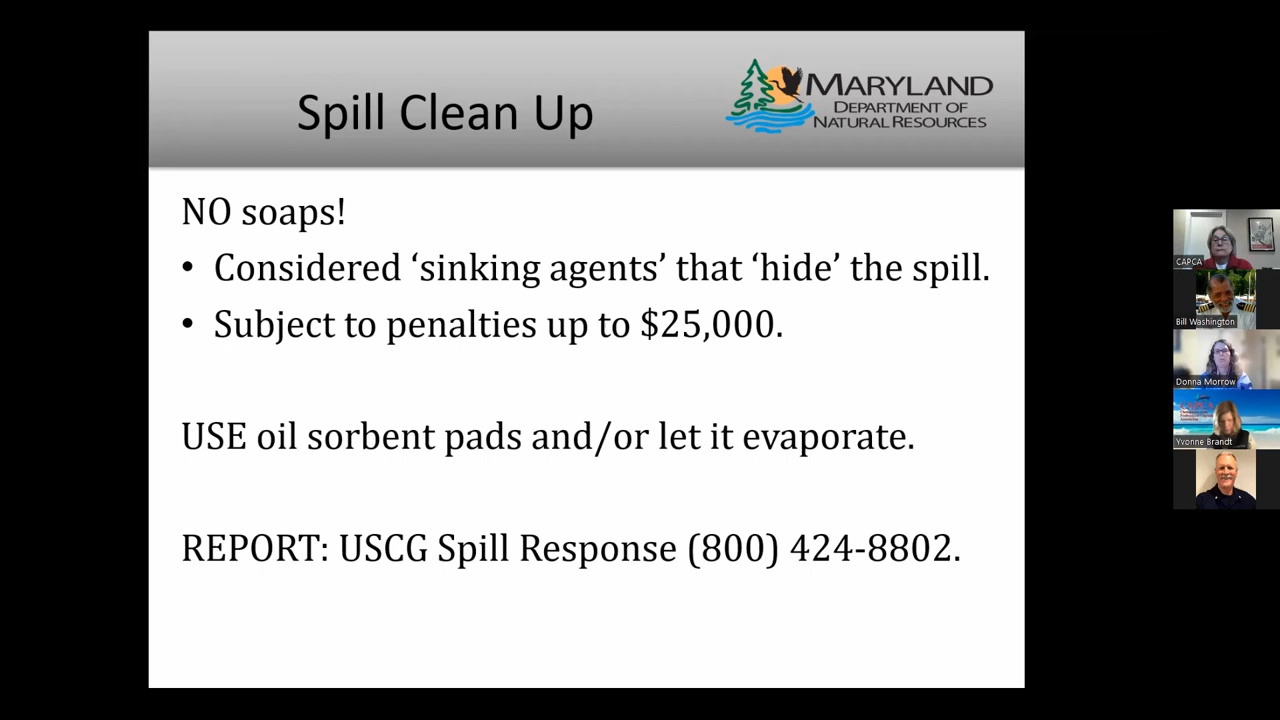 Spill Clean Up
MARYLAND
DEPARTMENT OF
NATURAL RESOURCES
NO soaps!
• Considered ‘sinking agents’ that ‘hide’ the spill.
• Subject to penalties up to $25,000.
USE oil sorbent pads and/or let it evaporate.
REPORT: USCG Spill Response (800) 424-8802.
CAPCA
Bill Washington
Donna Morrow
Yvonne Brandt